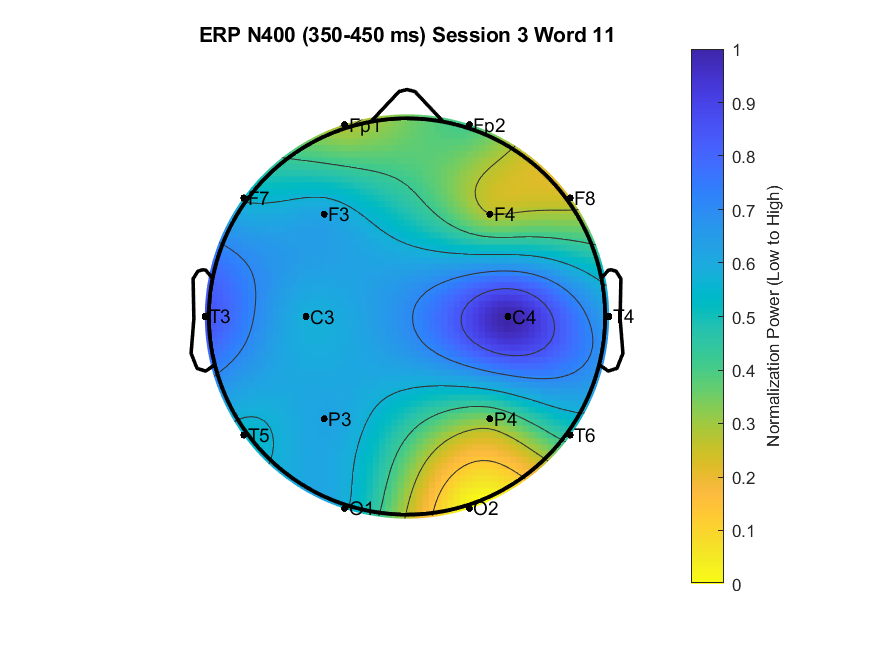 ERP N400 (350-450 ms) Session 3 Word 11
Fp1
Fp2
F7
F3
F4
F8
T3
C3
C4
T4
T5
P3
P4
T6
O1
O2
1
0.9
0.8
0.7
0.6
0.5
0.4
0.3
0.2
0.1
0
Normalization Power (Low to High)